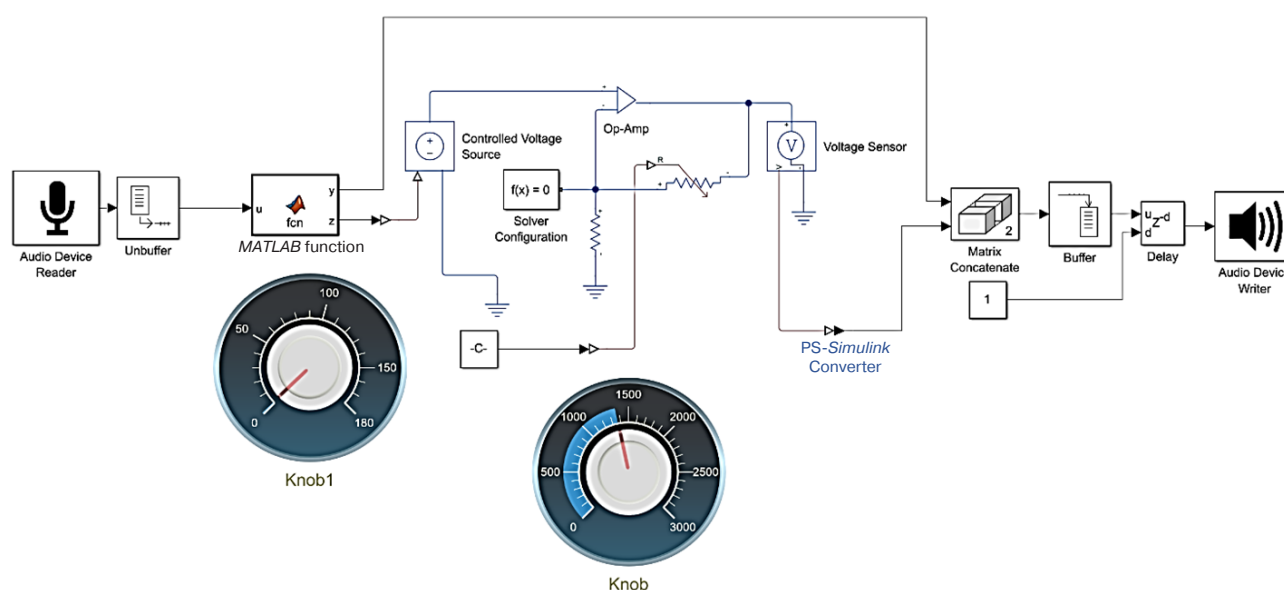 y
u
z
fcn
MATLAB function
Audio Device
Reader
Unbuffer
+
-
Controlled Voltage
Source
+
-
Op-Amp
f(x) = 0
Solver
Configuration
R
+
-
+
-
+
V
V
-
Voltage Sensor
-C-
PS-Simulink
Converter
2
Matrix
Concatenate
Buffer
1
u
d
Z-d
Delay
Audio Devic
Writer
0
50
100
150
180
Knob1
0
500
1000
1500
2000
2500
3000
Knob